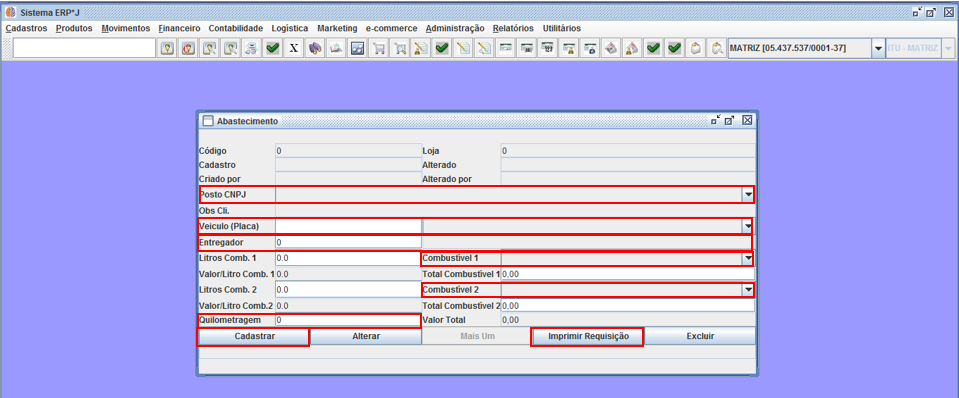 Sistema ERP*J
Cadastros Produtos Movimentos Financeiro Contabilidade Logística Marketing e-commerce Administração Relatórios Utilitários
X MATRIZ [05.437.537/0001-37] ITU - MATRIZ
Abastecimento
Código 0 Loja 0
Cadastro Alterado
Criado por Alterado por
Posto CNPJ
Obs Cli.
Veiculo (Placa)
Entregador 0
Litros Comb. 1 0.0 Combustível 1
Valor/Litro Comb. 1 0.0 Total Combustível 1 0,00
Litros Comb. 2 0.0 Combustível 2
Valor/Litro Comb.2 0.0 Total Combustível 2 0,00
Quilometragem 0 Valor Total 0,00
Cadastrar Alterar Mais Um Imprimir Requisição Excluir